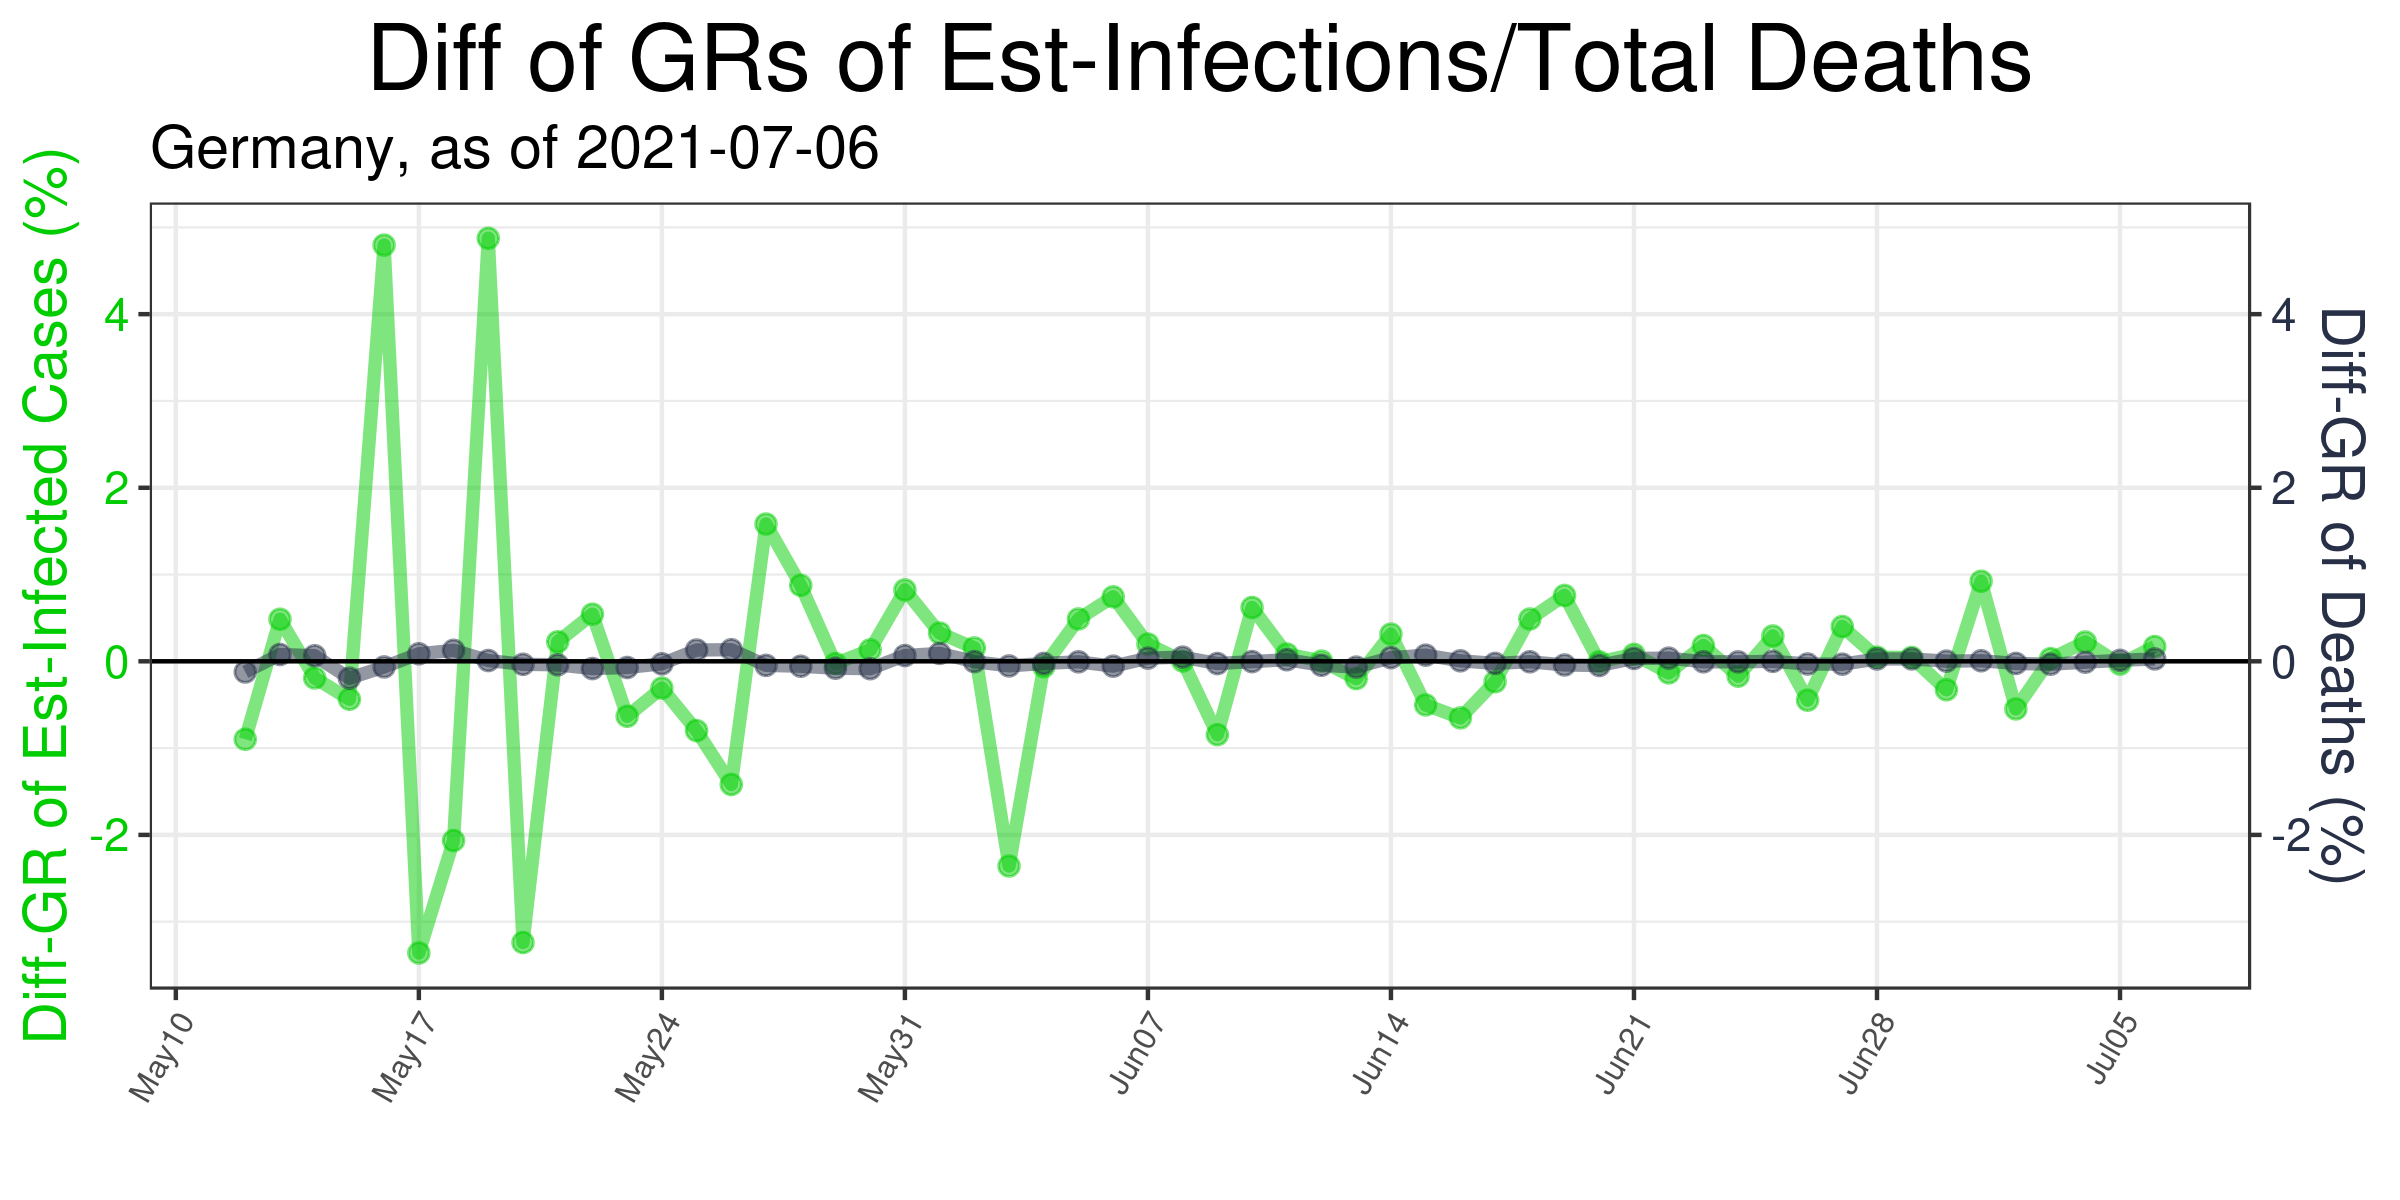 Diff of GRs of Est-Infections/Total Deaths
Germany, as of 2021-07-06
Diff-GR of Est-Infected Cases (%)
4
2
0
-2
4
2
0
-2
Diff-GR of Deaths (%)
May10
May17
May24
May31
Jun07
Jun14
Jun21
Jun28
Jul05